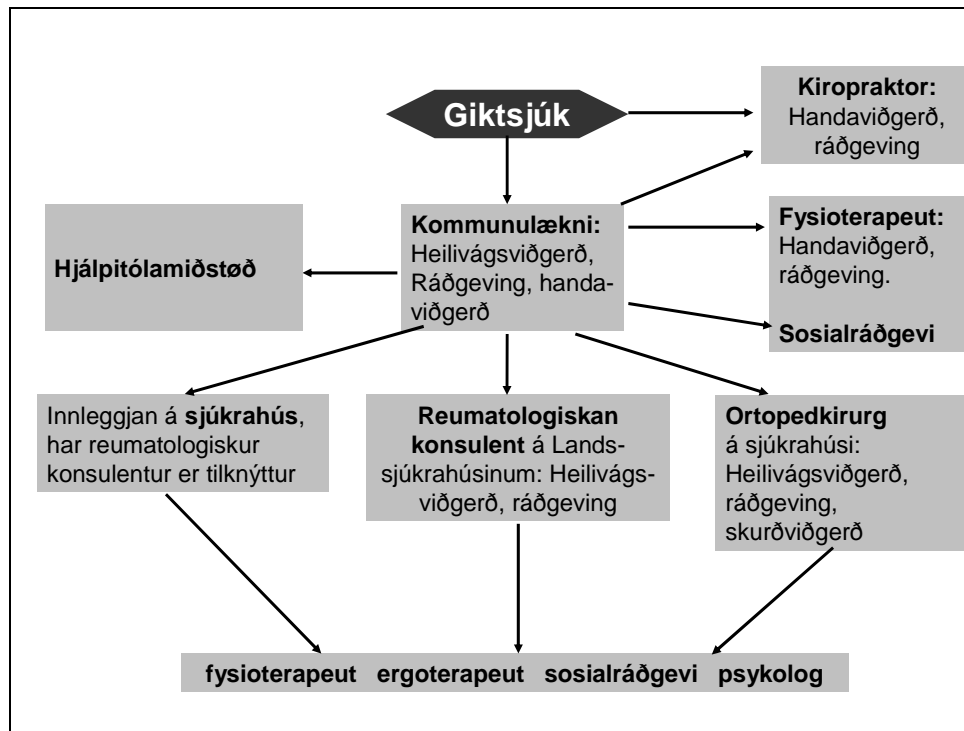 Giktsjúk
Kiropraktor:
Handaviðgerð,
ráðgeving
Hjálpitólamiðstøð
Kommunulækni:
Heilivágsviðgerð,
Ráðgeving, handa-
viðgerð
Fysioterapeut:
Handaviðgerð,
ráðgeving.
Sosialráðgevi
Innleggjan á sjúkrahús,
har reumatologiskur
konsulentur er tilknýttur
Reumatologiskan
konsulent á Lands-
sjúkrahúsinum: Heilivágs-
viðgerð, ráðgeving
Ortopedkirurg
á sjúkrahúsi:
Heilivágsviðgerð,
ráðgeving,
skurðviðgerð
fysioterapeut ergoterapeut sosialráðgevi psykolog